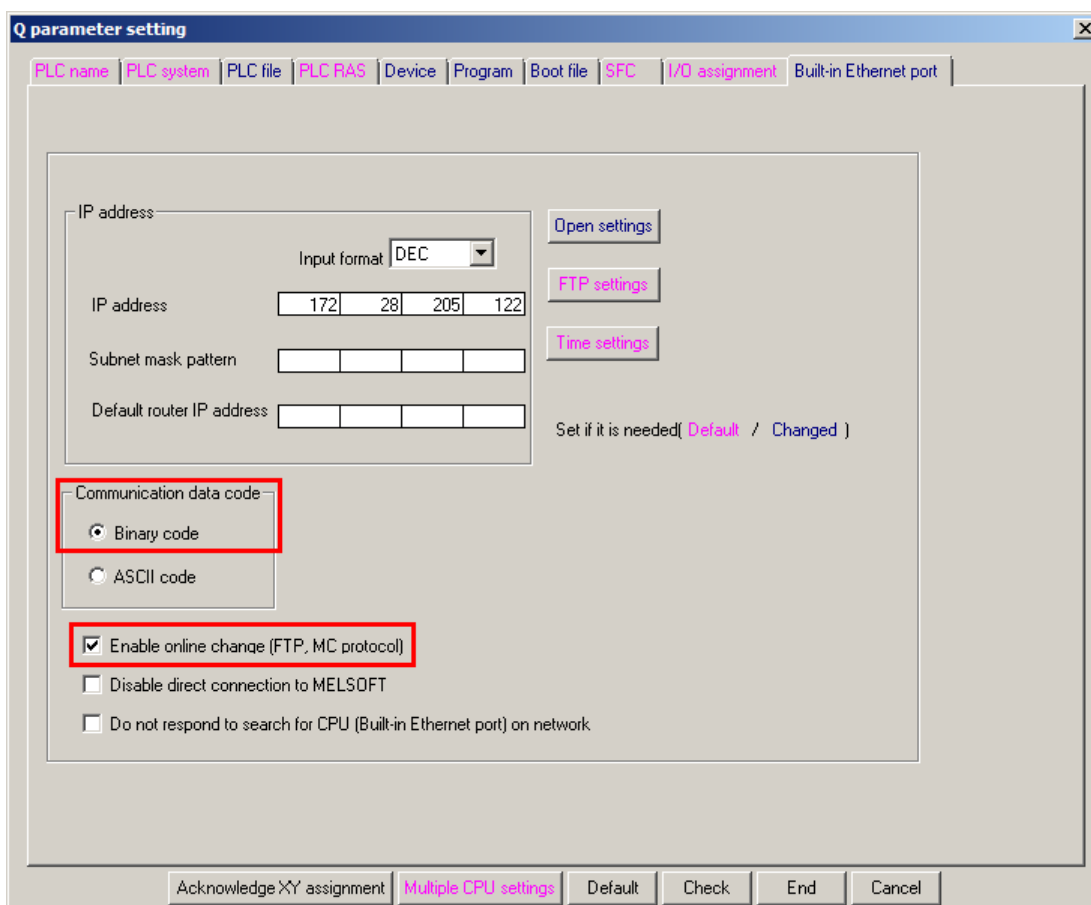 Q parameter setting
PLC name PLC system PLC file PLC RAS Device Program Boot file SFC I/O assignment Built-in Ethernet port
IP address
Input format DEC
IP address 172 28 205 122
Subnet mask pattern
Default router IP address
Open settings
FTP settings
Time settings
Set if it is needed( Default / Changed )
Communication data code
Binary code
ASCII code
Enable online change (FTP, MC protocol)
Disable direct connection to MELSOFT
Do not respond to search for CPU (Built-in Ethernet port) on network
Acknowledge XY assignment Multiple CPU settings Default Check End Cancel